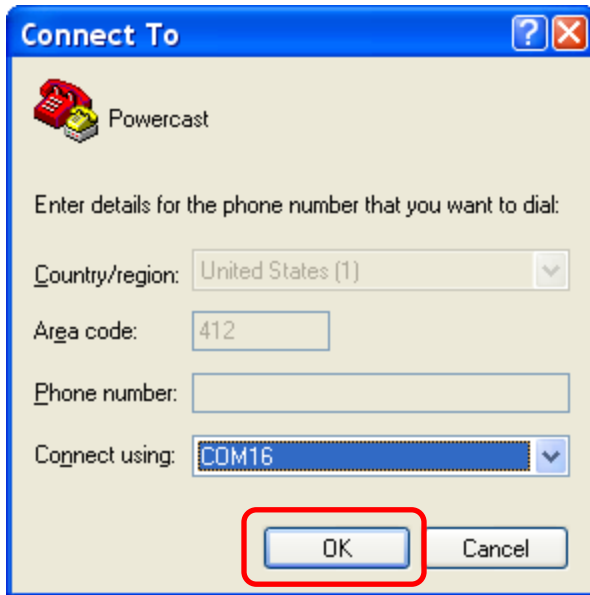 Connect To
Powercast
Enter details for the phone number that you want to dial:
Country/region: United States (1)
Area code: 412
Phone number:
Connect using: COM16
OK Cancel